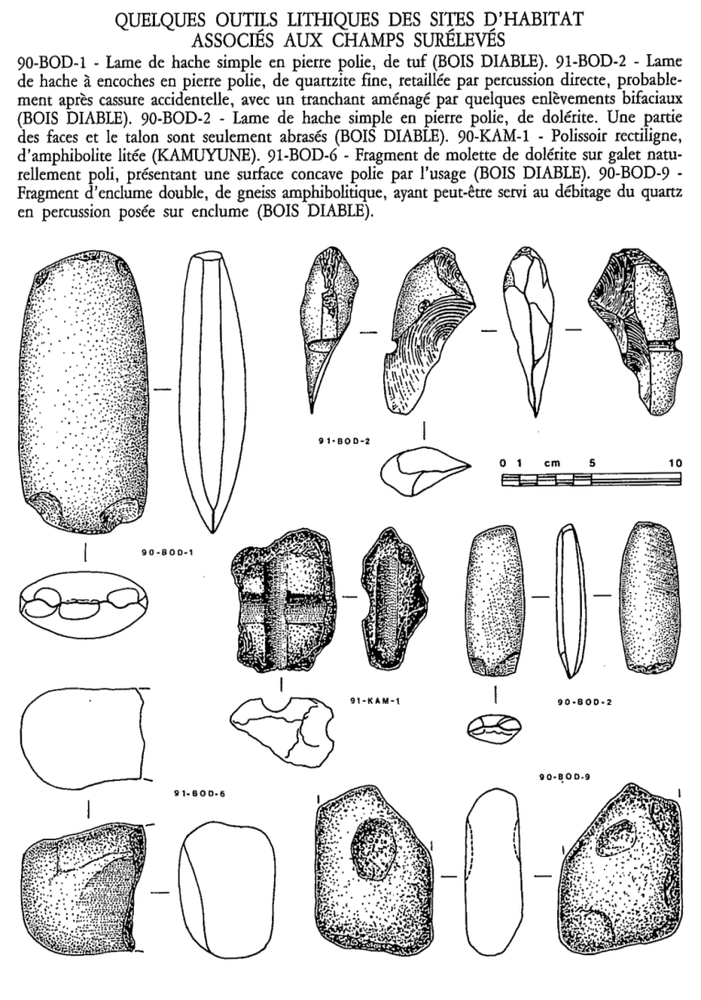 QUELQUES OUTILS LITHIQUES DES SITES D'HABITAT
ASSOCIÉS AUX CHAMPS SURÉLEVÉS
90-BOD-1 - Lame de hache simple en pierre polie, de tuf (BOIS DIABLE). 91-BOD-2 - Lame
de hache à encoches en pierre polie, de quartzite fine, retaillée par percussion directe, probable-
ment après cassure accidentelle, avec un tranchant aménagé par quelques enlèvements bifaciaux
(BOIS DIABLE). 90-BOD-2 - Lame de hache simple en pierre polie, de dolérite. Une partie
des faces et le talon sont seulement abrasés (BOIS DIABLE). 90-KAM-1 - Polissoir rectiligne,
d'amphibolite litée (KAMUYUNE). 91-BOD-6 - Fragment de molette de dolérite sur galet natu-
rellement poli, présentant une surface concave polie par l'usage (BOIS DIABLE). 90-BOD-9 -
Fragment d'enclume double, de gneiss amphibolitique, ayant peut-être servi au débitage du quartz
en percussion posée sur enclume (BOIS DIABLE).
91-BOD-2
0 1 cm 5 10
90-BOD-1
91-KAM-1
90-BOD-2
90-BOD-9
91-BOD-6